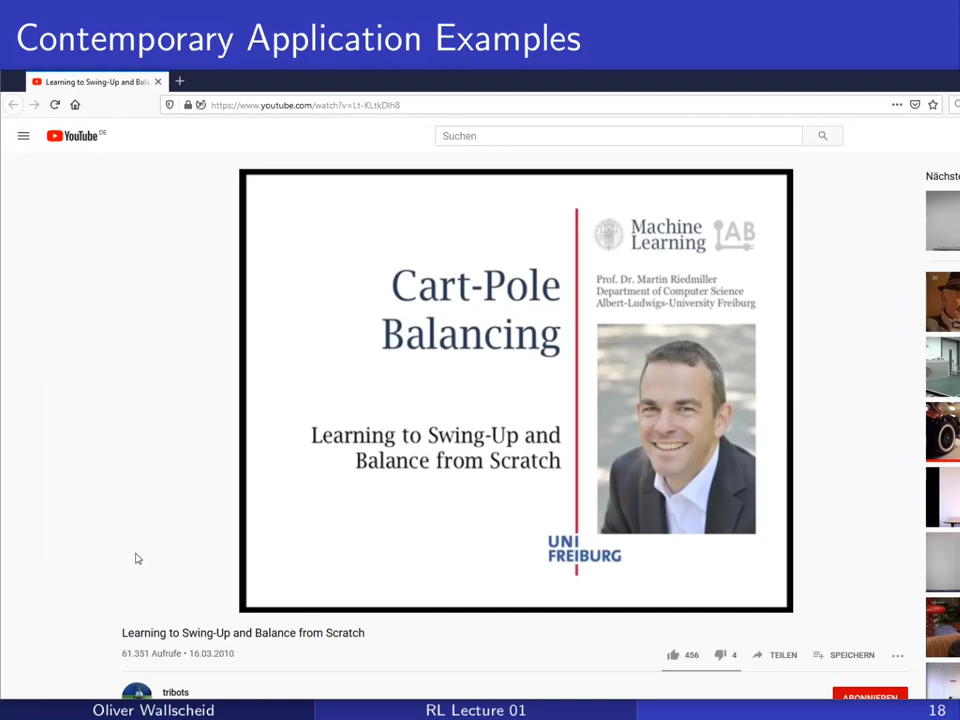 Contemporary Application Examples
Learning to Swing-Up and Bala
https://www.youtube.com/watch?v=Lt-KLtkDlh8
YouTube DE
Suchen
Nächste
Machine
Learning LAB
Prof. Dr. Martin Riedmiller
Department of Computer Science
Albert-Ludwigs-University Freiburg
Cart-Pole
Balancing
Learning to Swing-Up and
Balance from Scratch
UNI
FREIBURG
Learning to Swing-Up and Balance from Scratch
61.351 Aufrufe • 16.03.2010
456
4
TEILEN
SPEICHERN
tribots
ABONNIEREN
Oliver Wallscheid
RL Lecture 01
18